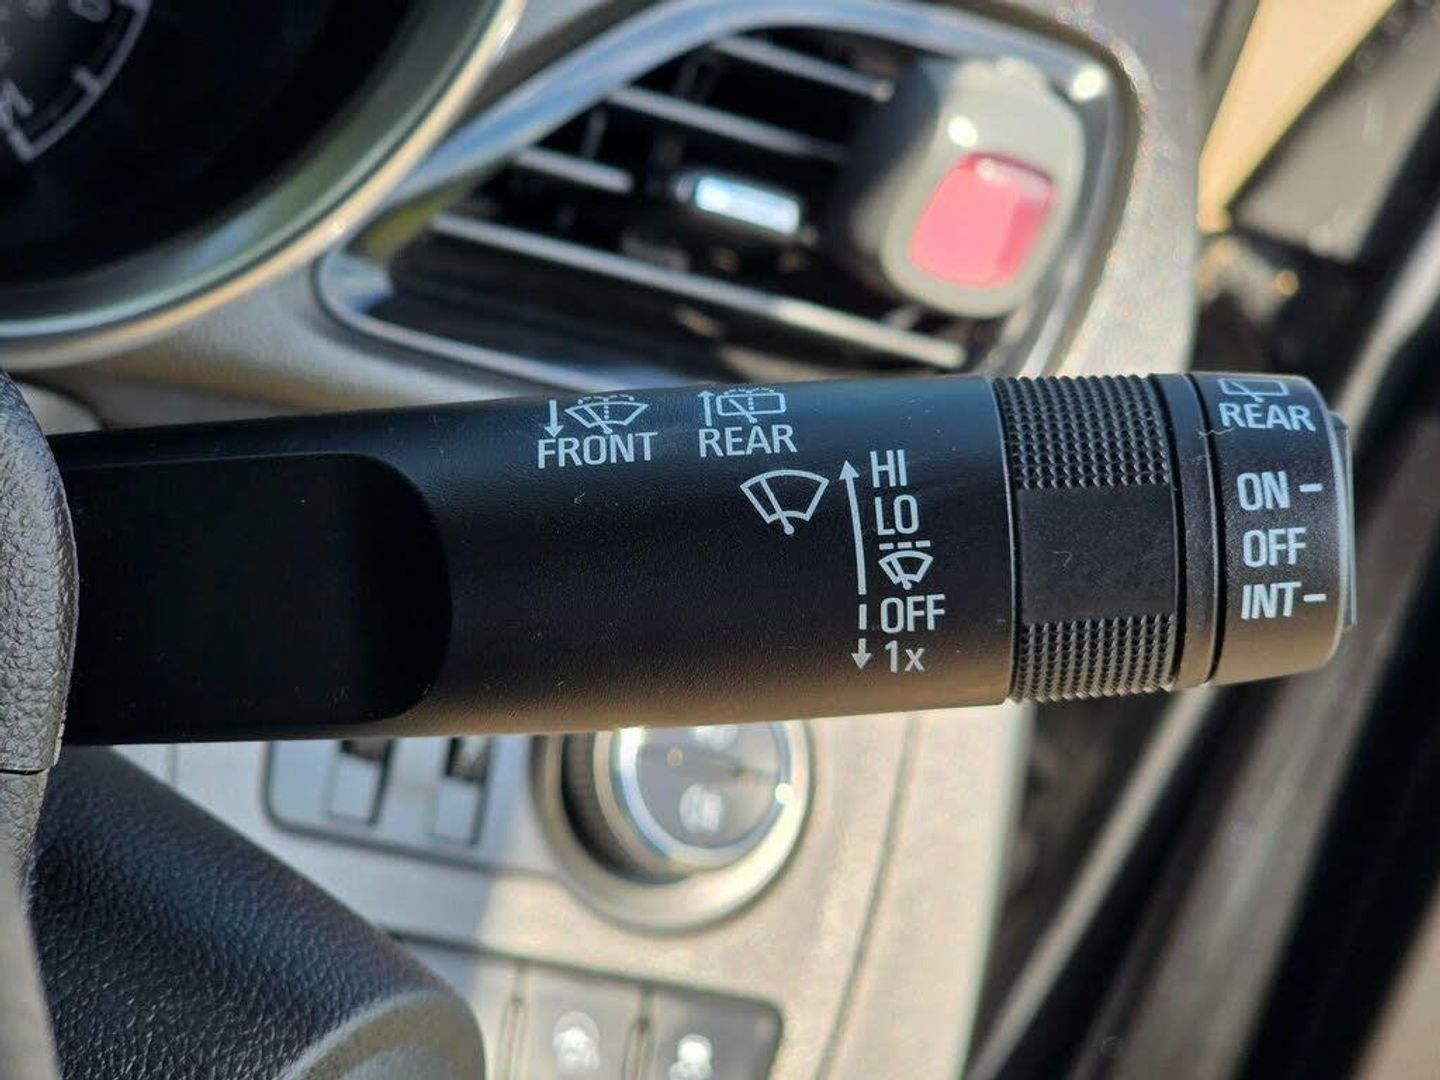 FRONT
REAR
HI
LO
OFF
1x
REAR
ON -
OFF
INT -